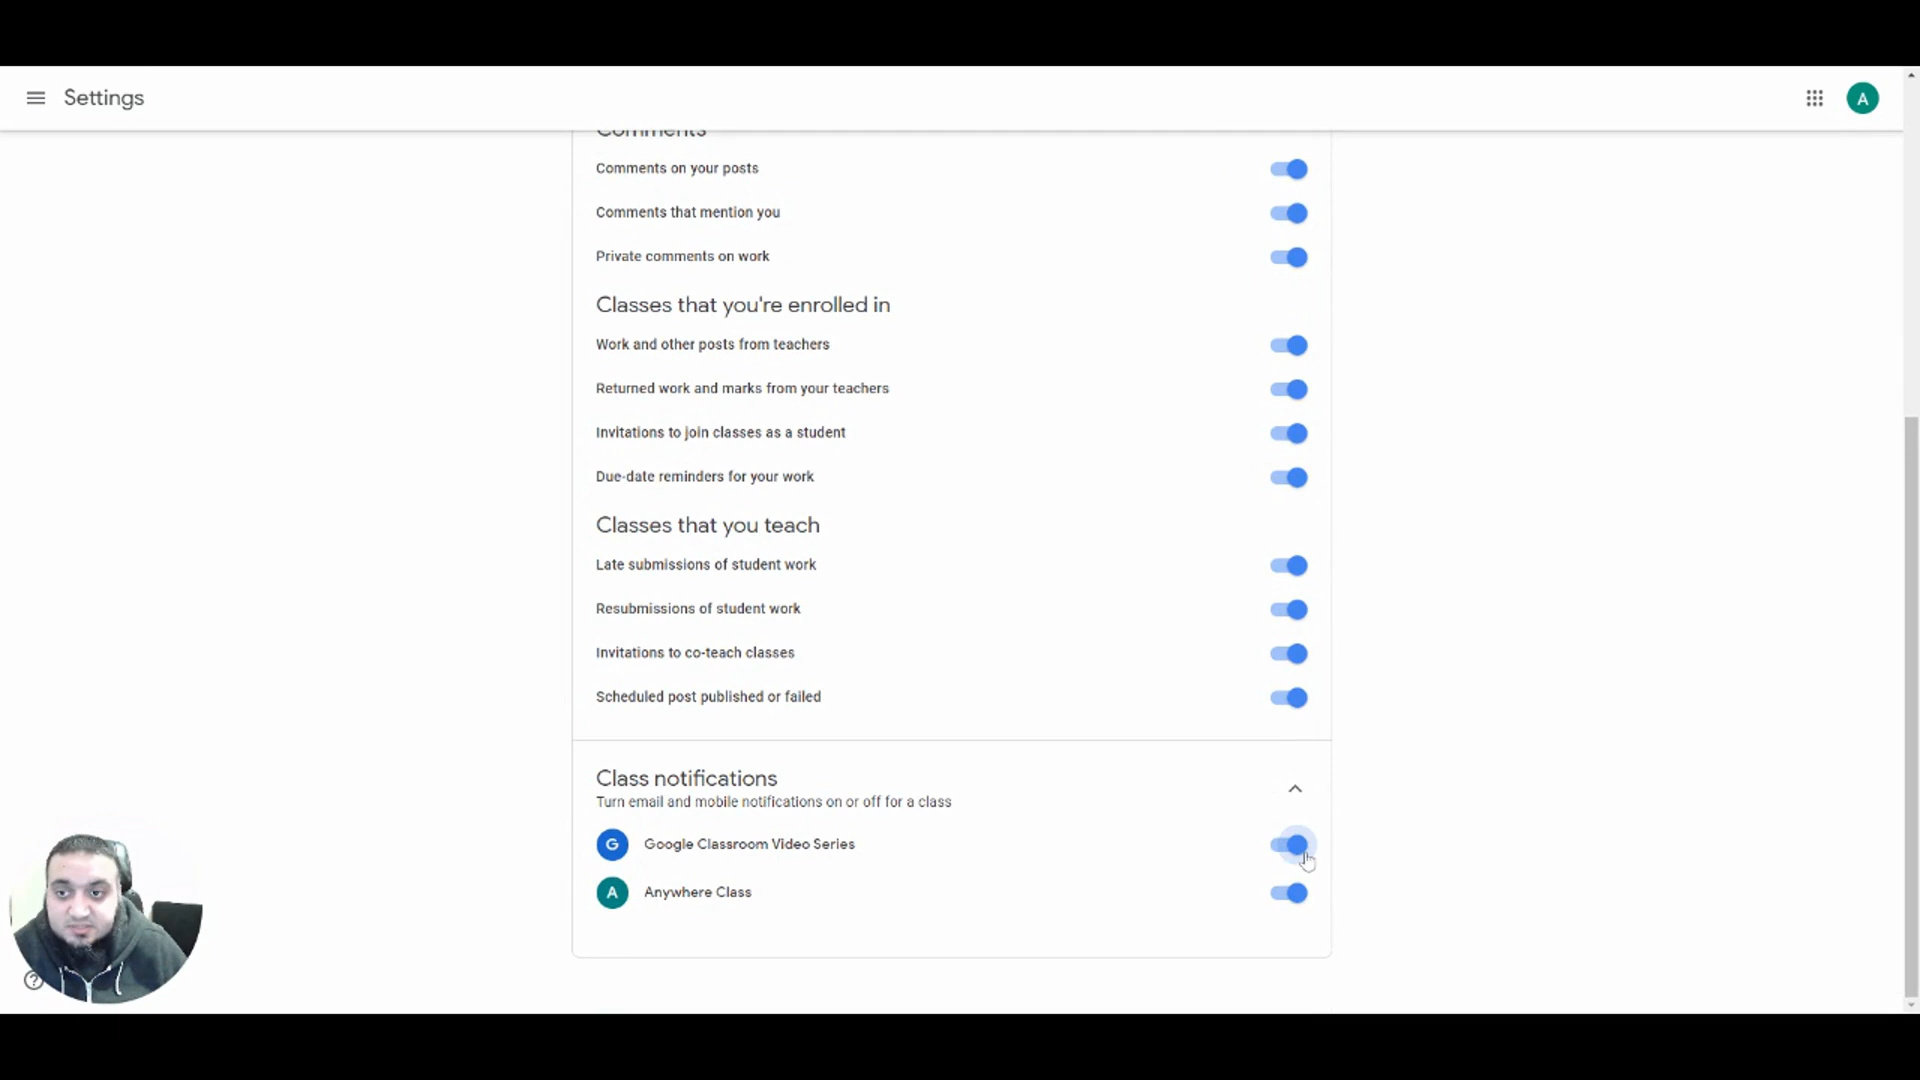 Settings
A
Comments
Comments on your posts
Comments that mention you
Private comments on work
Classes that you're enrolled in
Work and other posts from teachers
Returned work and marks from your teachers
Invitations to join classes as a student
Due-date reminders for your work
Classes that you teach
Late submissions of student work
Resubmissions of student work
Invitations to co-teach classes
Scheduled post published or failed
Class notifications
Turn email and mobile notifications on or off for a class
G Google Classroom Video Series
A Anywhere Class